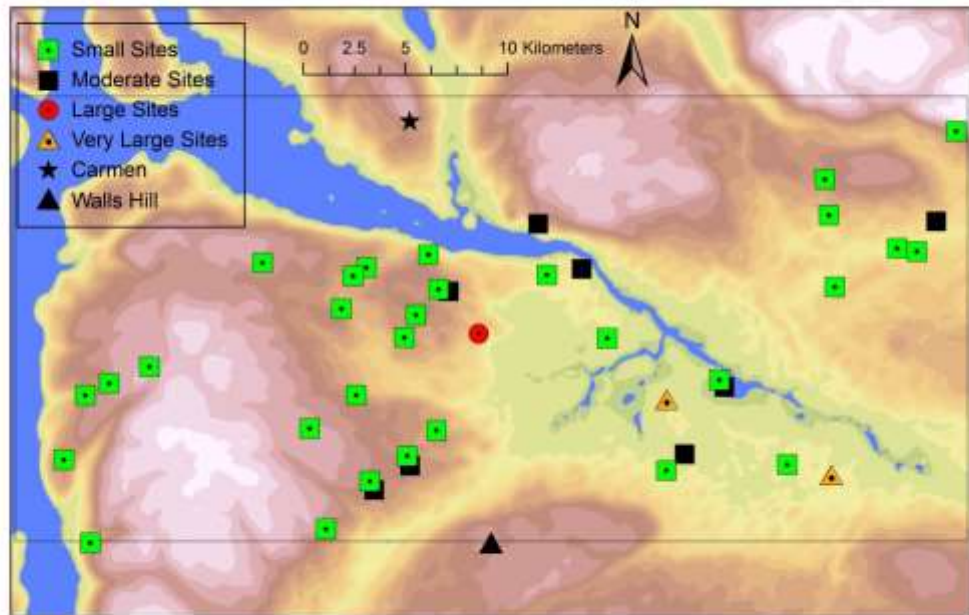 Small Sites
Moderate Sites
Large Sites
Very Large Sites
Carmen
Walls Hill
0 2.5 5 10 Kilometers
N